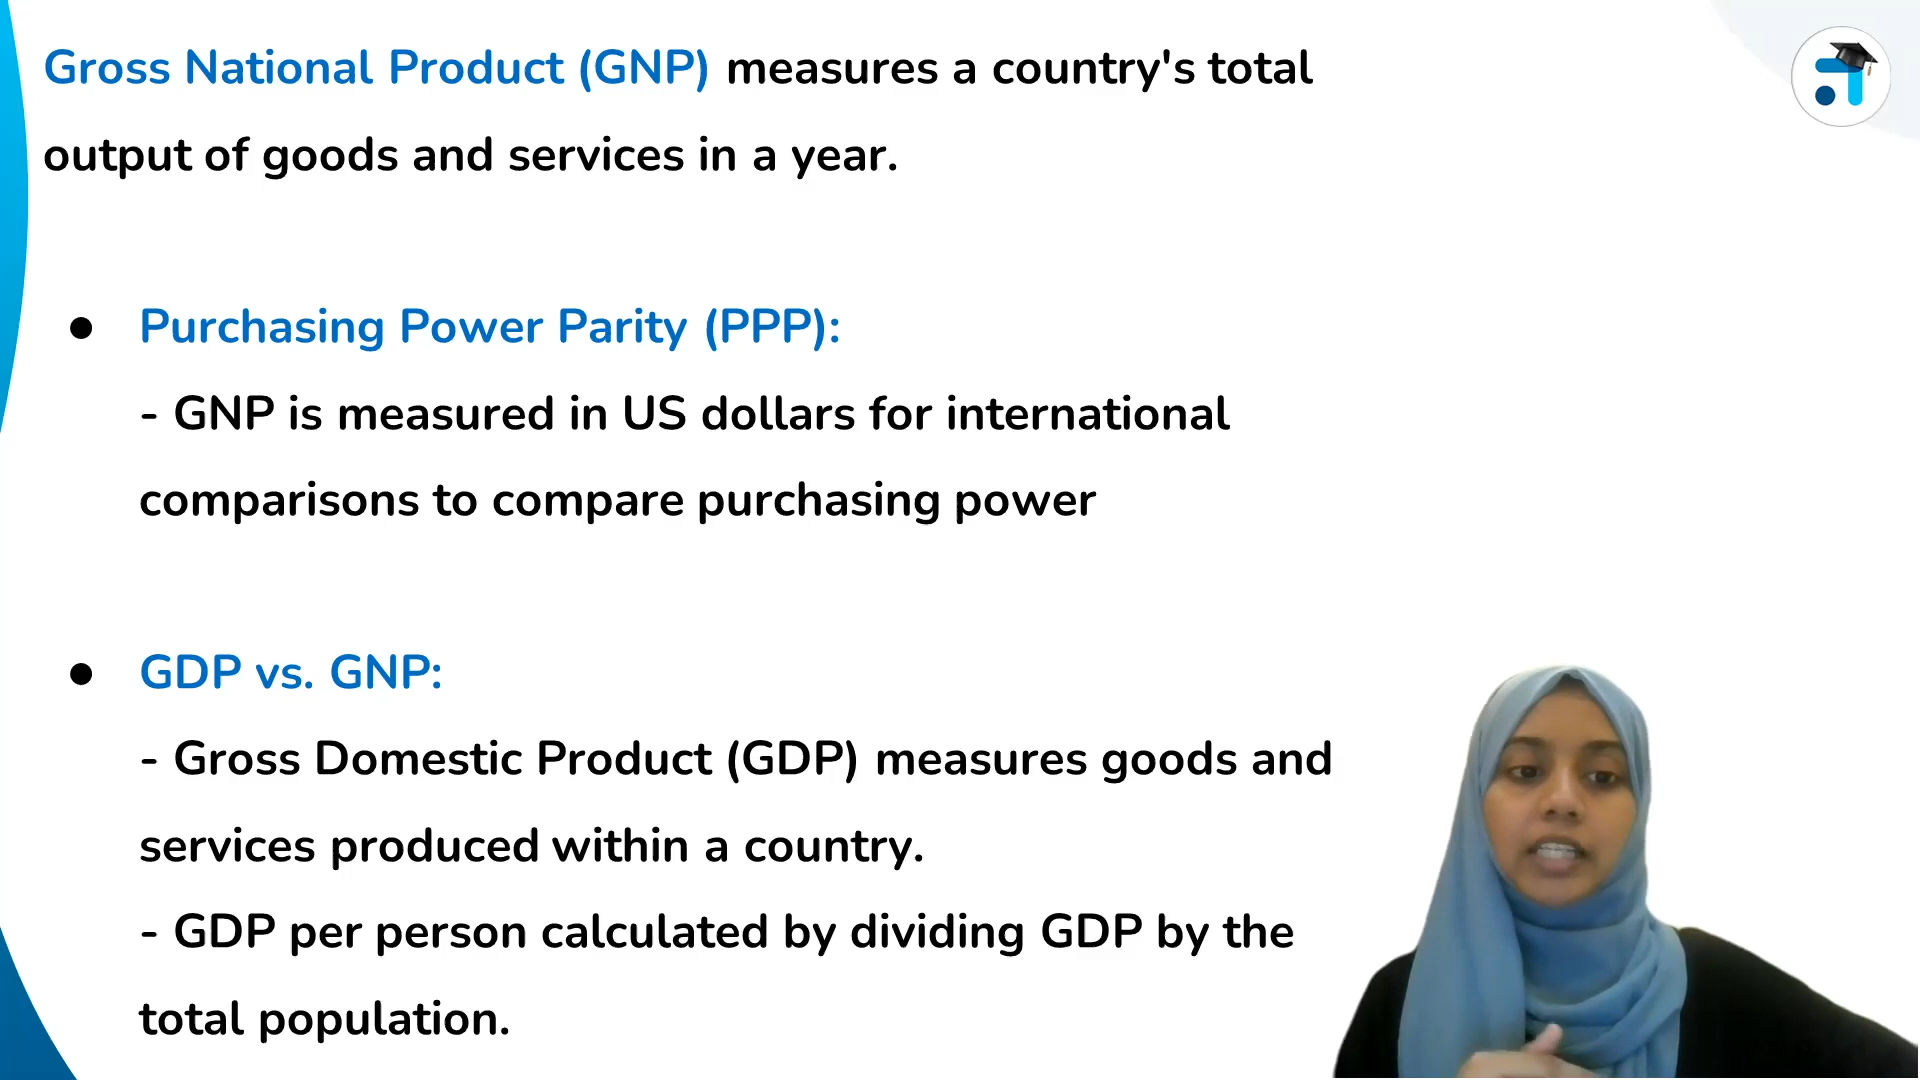 Gross National Product (GNP) measures a country's total
output of goods and services in a year.
● Purchasing Power Parity (PPP):
- GNP is measured in US dollars for international
comparisons to compare purchasing power
● GDP vs. GNP:
- Gross Domestic Product (GDP) measures goods and
services produced within a country.
- GDP per person calculated by dividing GDP by the
total population.